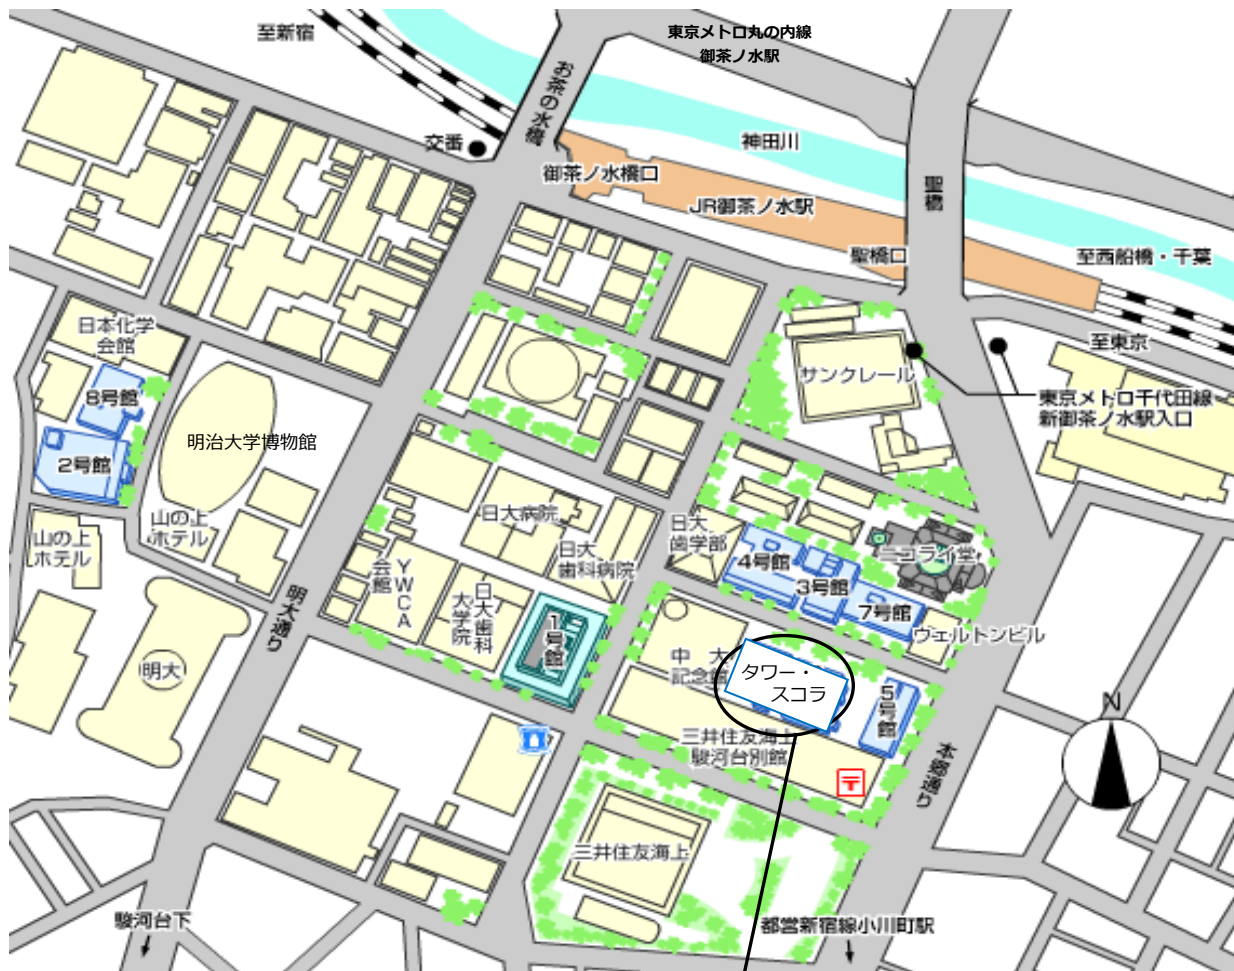 至新宿
東京メトロ丸の内線
御茶ノ水駅
お茶の水橋
交番
神田川
御茶ノ水橋口
JR御茶ノ水駅
聖橋
聖橋口
至西船橋・千葉
日本化学
会館
至東京
サンクレール
8号館
東京メトロ千代田線
新御茶ノ水駅入口
明治大学博物館
2号館
山の上
ホテル
山の上
ホテル
日大病院
日大
歯科病院
日大
歯学部
ニコライ堂
4号館
3号館
7号館
YWCA
会館
日大歯科
大学院
1号館
明大通り
ヴェルトンビル
明大
中 大
記念館
タワー・
スコラ
5号館
N
三井住友海上
駿河台別館
本郷通り
〒
三井住友海上
駿河台下
都営新宿線小川町駅